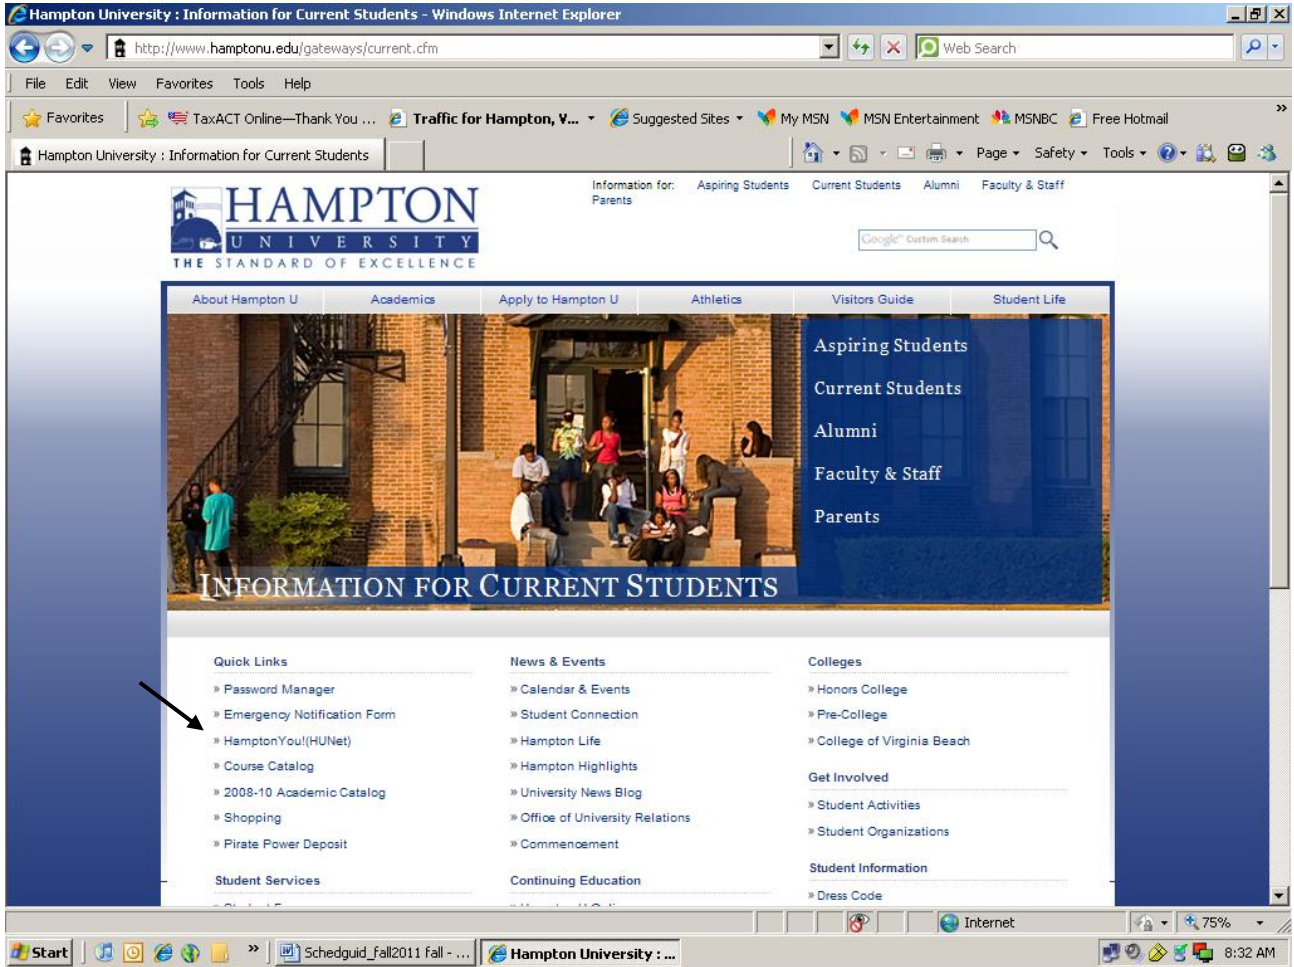 Hampton University : Information for Current Students - Windows Internet Explorer
http://www.hamptonu.edu/gateways/current.cfm
Web Search
File Edit View Favorites Tools Help
Favorites TaxACT Online—Thank You ... Traffic for Hampton, V... Suggested Sites My MSN MSN Entertainment MSNBC Free Hotmail »
Hampton University : Information for Current Students Page Safety Tools
Information for: Aspiring Students Current Students Alumni Faculty & Staff
Parents
HAMPTON
UNIVERSITY
THE STANDARD OF EXCELLENCE
Google™ Custom Search
About Hampton U Academics Apply to Hampton U Athletics Visitors Guide Student Life
Aspiring Students
Current Students
Alumni
Faculty & Staff
Parents
INFORMATION FOR CURRENT STUDENTS
Quick Links
» Password Manager
» Emergency Notification Form
» HamptonYou!(HUNet)
» Course Catalog
» 2008-10 Academic Catalog
» Shopping
» Pirate Power Deposit
Student Services
News & Events
» Calendar & Events
» Student Connection
» Hampton Life
» Hampton Highlights
» University News Blog
» Office of University Relations
» Commencement
Continuing Education
Colleges
» Honors College
» Pre-College
» College of Virginia Beach
Get Involved
» Student Activities
» Student Organizations
Student Information
» Dress Code
Internet 75%
Start » Schedguid_fall2011 fall - ... Hampton University : ... 8:32 AM